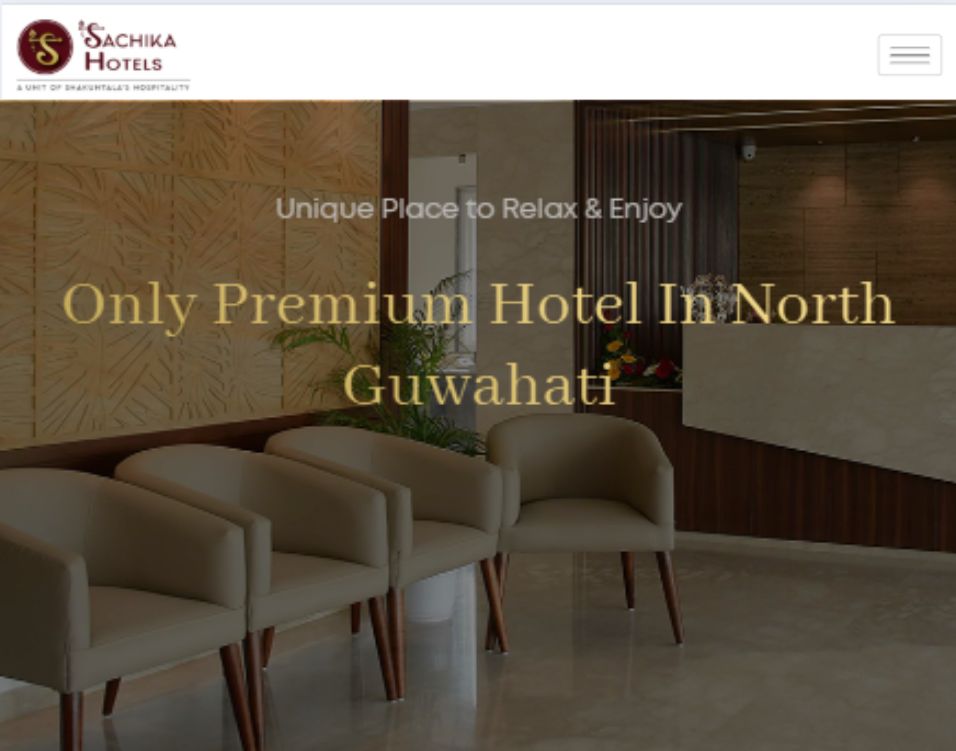 SACHIKA
HOTELS
A UNIT OF SHAKUNTALA'S HOSPITALITY
Unique Place to Relax & Enjoy
Only Premium Hotel In North
Guwahati